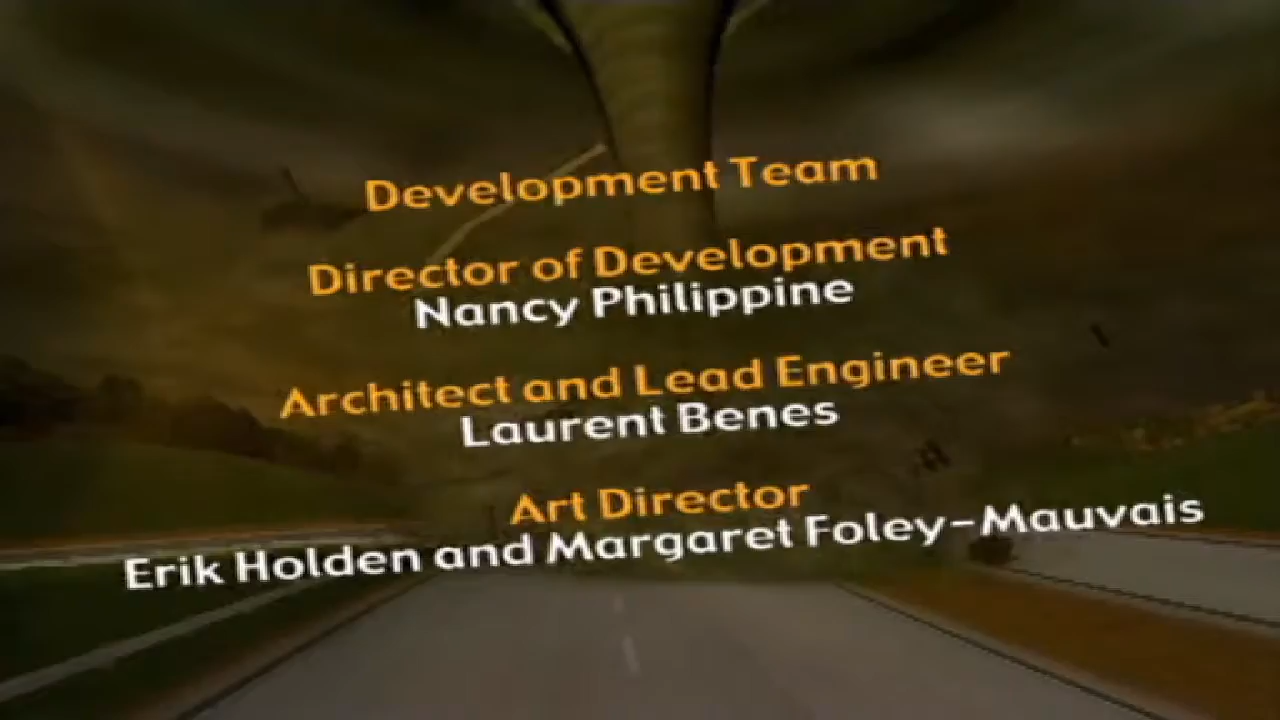 Development Team
Director of Development
Nancy Philippine
Architect and Lead Engineer
Laurent Benes
Art Director
Erik Holden and Margaret Foley-Mauvais